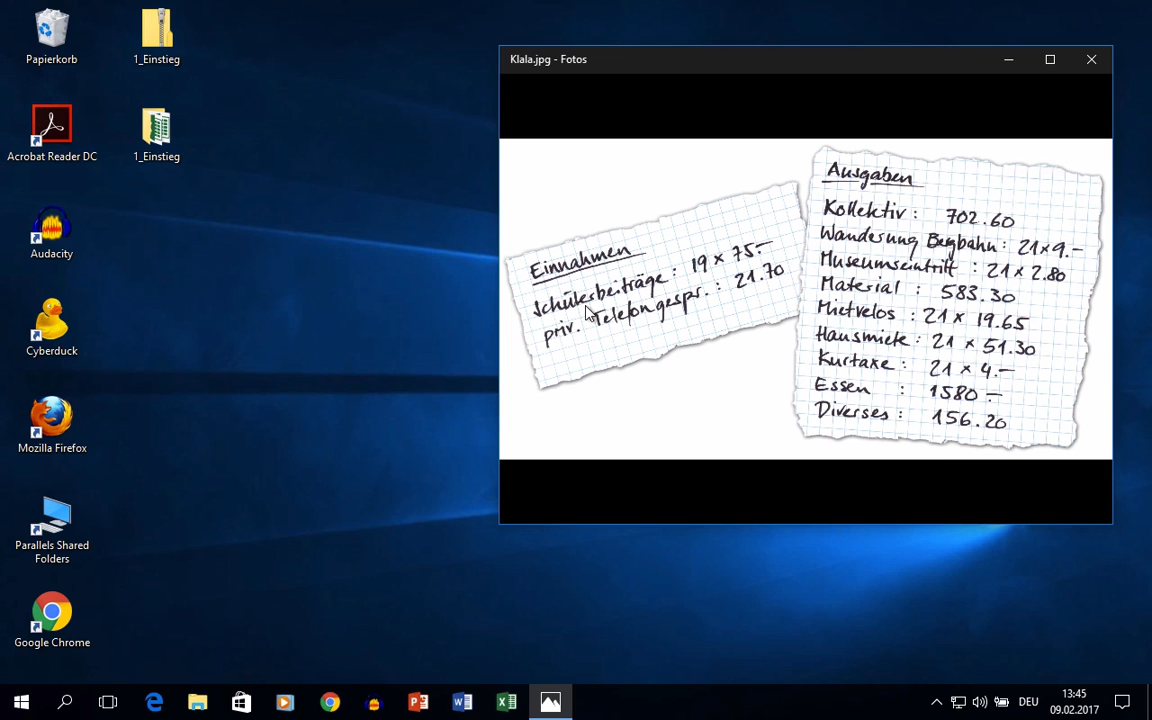 Papierkorb
1_Einstieg
Acrobat Reader DC
1_Einstieg
Audacity
Cyberduck
Mozilla Firefox
Parallels Shared
Folders
Google Chrome
Klala.jpg - Fotos
Einnahmen
Schülerbeiträge : 19 × 75.–
priv. Telefongespr. : 21.70
Ausgaben
Kollektiv : 702.60
Wanderung Bergbahn : 21×9.–
Museumseintritt : 21 × 2.80
Material : 583.30
Mietvelos : 21 × 19.65
Hausmiete : 21 × 51.30
Kurtaxe : 21 × 4.–
Essen : 1580.–
Diverses : 156.20
DEU
13:45
09.02.2017